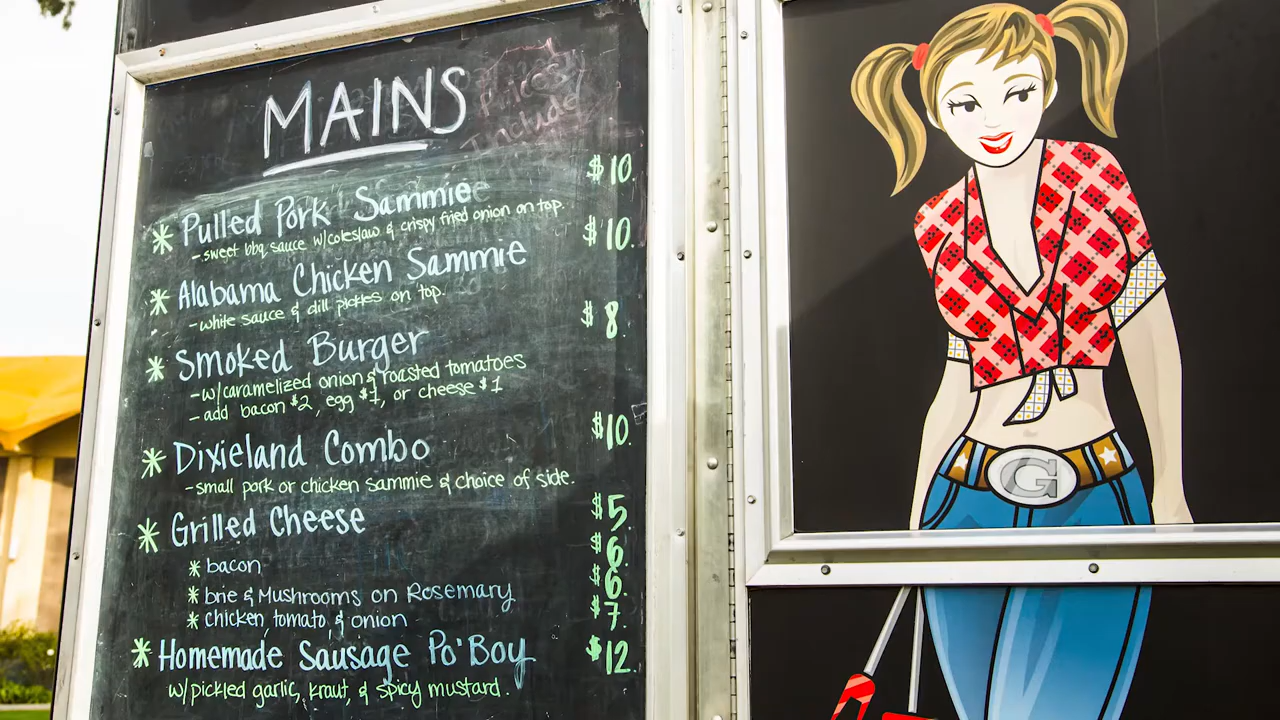 MAINS
Prices
Include
* Pulled Pork Sammie $10.
- sweet bbq sauce w/coleslaw & crispy fried onion on top.
* Alabama Chicken Sammie $10.
- white sauce & dill pickles on top.
* Smoked Burger $8.
- w/caramelized onion & roasted tomatoes
- add bacon $2, egg $1, or cheese $1
* Dixieland Combo $10.
- small pork or chicken sammie & choice of side.
* Grilled Cheese $5.
* bacon $6.
* brie & Mushrooms on Rosemary $6.
* chicken, tomato, & onion $7.
* Homemade Sausage Po'Boy $12.
w/pickled garlic, kraut, & spicy mustard.
G